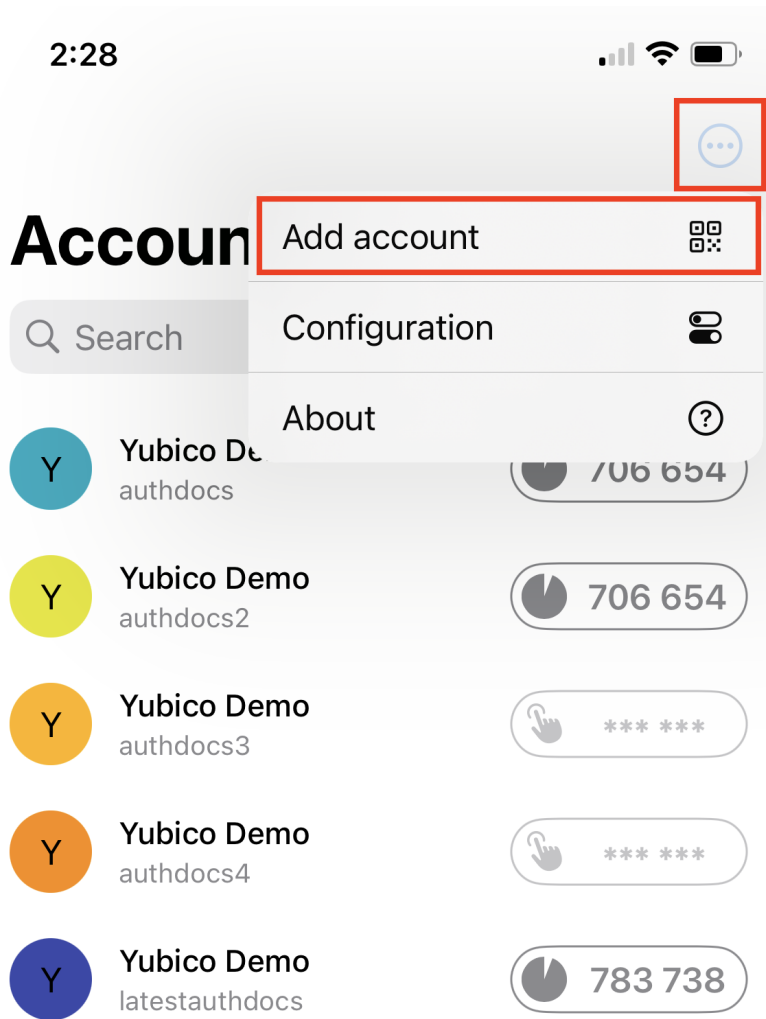 2:28
Accoun
Add account
Search
Configuration
About
?
Y
Yubico De
authdocs
706 654
Y
Yubico Demo
authdocs2
706 654
Y
Yubico Demo
authdocs3
*** ***
Y
Yubico Demo
authdocs4
*** ***
Y
Yubico Demo
latestauthdocs
783 738